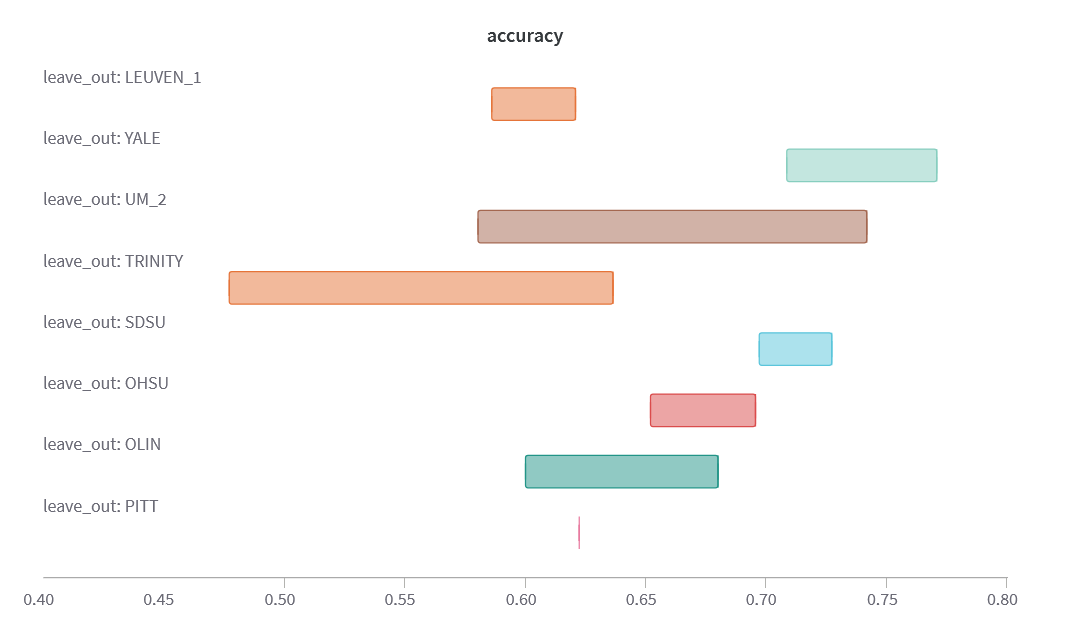 accuracy
leave_out: LEUVEN_1
leave_out: YALE
leave_out: UM_2
leave_out: TRINITY
leave_out: SDSU
leave_out: OHSU
leave_out: OLIN
leave_out: PITT
0.40 0.45 0.50 0.55 0.60 0.65 0.70 0.75 0.80